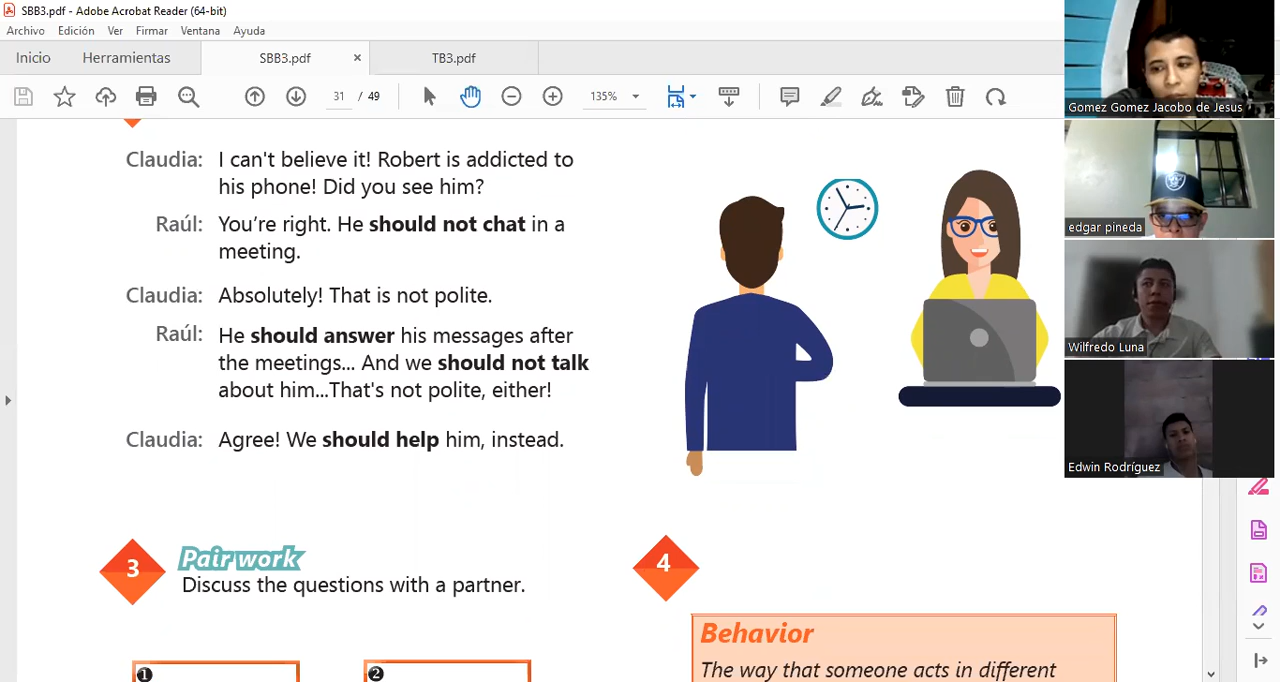 SBB3.pdf - Adobe Acrobat Reader (64-bit)
Archivo Edición Ver Firmar Ventana Ayuda
Inicio Herramientas SBB3.pdf × TB3.pdf
31 / 49 135%
Claudia: I can't believe it! Robert is addicted to
his phone! Did you see him?
Raúl: You're right. He should not chat in a
meeting.
Claudia: Absolutely! That is not polite.
Raúl: He should answer his messages after
the meetings... And we should not talk
about him...That's not polite, either!
Claudia: Agree! We should help him, instead.
3 Pair work
Discuss the questions with a partner.
1
2
4
Behavior
The way that someone acts in different
Gomez Gomez Jacobo de Jesus
edgar pineda
Wilfredo Luna
Edwin Rodríguez